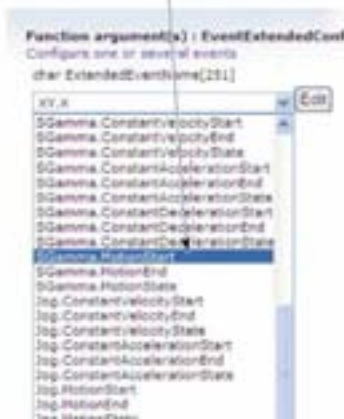 Function argument(s) : EventExtendedConf
Configure one or several events
char ExtendedEventName[251]
XY.X
Edit
SGamma.ConstantVelocityStart
SGamma.ConstantVelocityEnd
SGamma.ConstantVelocityState
SGamma.ConstantAccelerationStart
SGamma.ConstantAccelerationEnd
SGamma.ConstantAccelerationState
SGamma.ConstantDecelerationStart
SGamma.ConstantDecelerationEnd
SGamma.ConstantDecelerationState
SGamma.MotionStart
SGamma.MotionEnd
SGamma.MotionState
Jog.ConstantVelocityStart
Jog.ConstantVelocityEnd
Jog.ConstantVelocityState
Jog.ConstantAccelerationStart
Jog.ConstantAccelerationEnd
Jog.ConstantAccelerationState
Jog.MotionStart
Jog.MotionEnd
Jog.MotionState